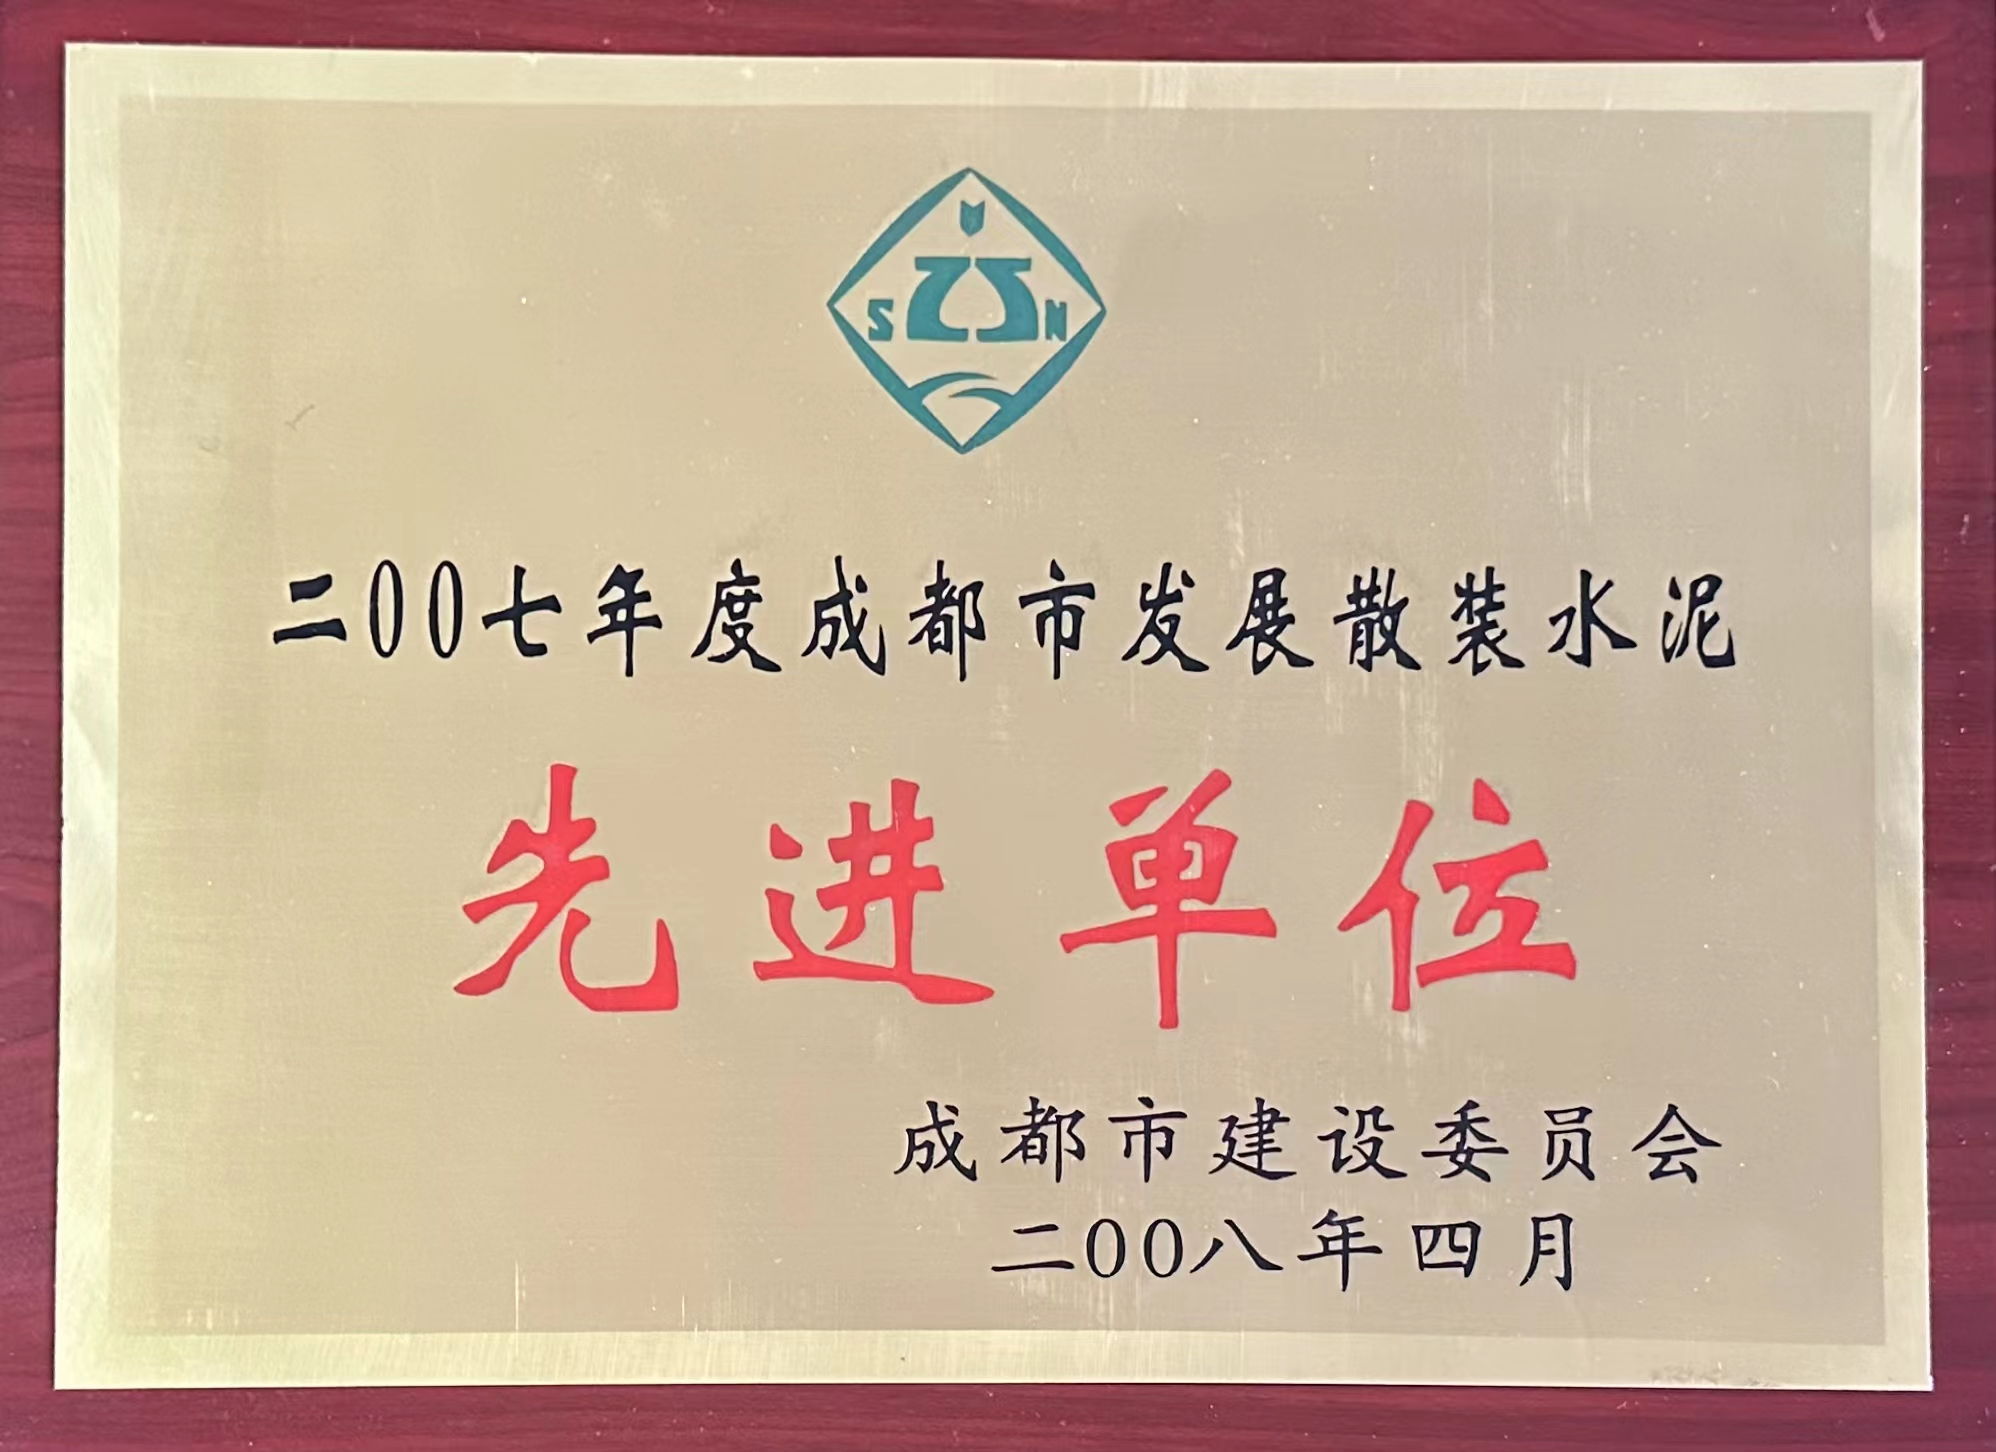 S N
二00七年度成都市发展散装水泥
先进单位
成都市建设委员会
二00八年四月